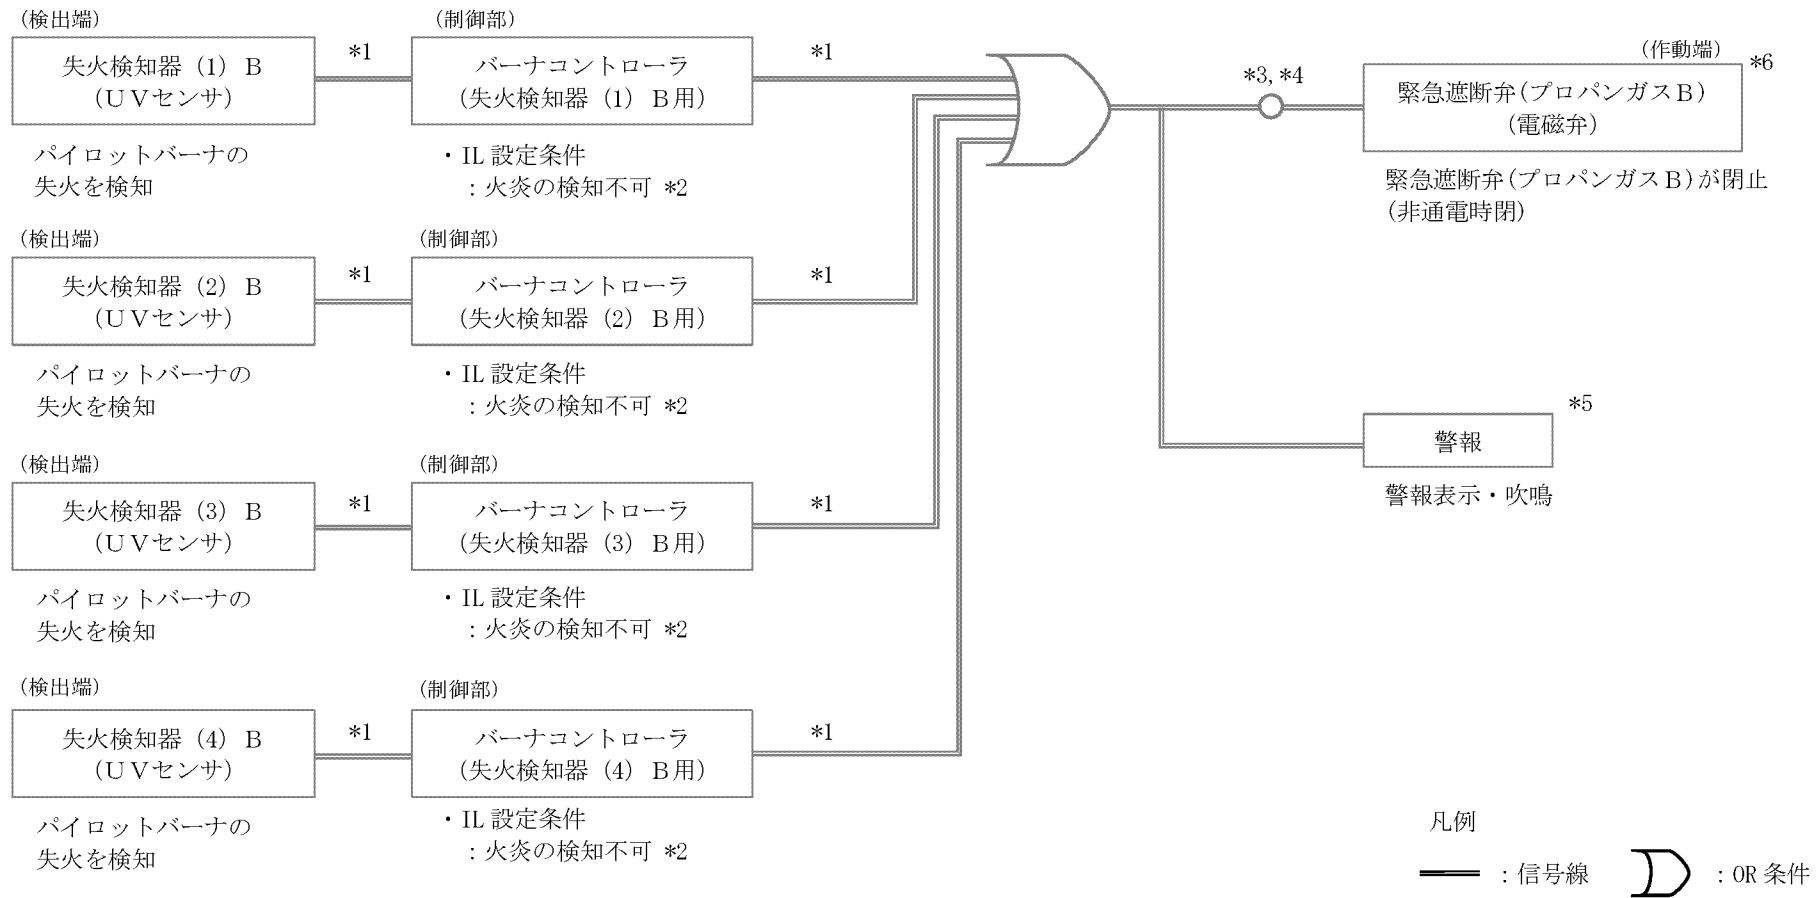 (検出端)
失火検知器 (1) B
(UVセンサ)
*1
パイロットバーナの
失火を検知
(制御部)
バーナコントローラ
(失火検知器 (1) B用)
*1
・IL 設定条件
:火炎の検知不可 *2
(検出端)
失火検知器 (2) B
(UVセンサ)
*1
パイロットバーナの
失火を検知
(制御部)
バーナコントローラ
(失火検知器 (2) B用)
*1
・IL 設定条件
:火炎の検知不可 *2
(検出端)
失火検知器 (3) B
(UVセンサ)
*1
パイロットバーナの
失火を検知
(制御部)
バーナコントローラ
(失火検知器 (3) B用)
*1
・IL 設定条件
:火炎の検知不可 *2
(検出端)
失火検知器 (4) B
(UVセンサ)
*1
パイロットバーナの
失火を検知
(制御部)
バーナコントローラ
(失火検知器 (4) B用)
*1
・IL 設定条件
:火炎の検知不可 *2
*3, *4
(作動端)
*6
緊急遮断弁(プロパンガスB)
(電磁弁)
緊急遮断弁(プロパンガスB)が閉止
(非通電時閉)
*5
警報
警報表示・吹鳴
凡例
:信号線
:OR 条件